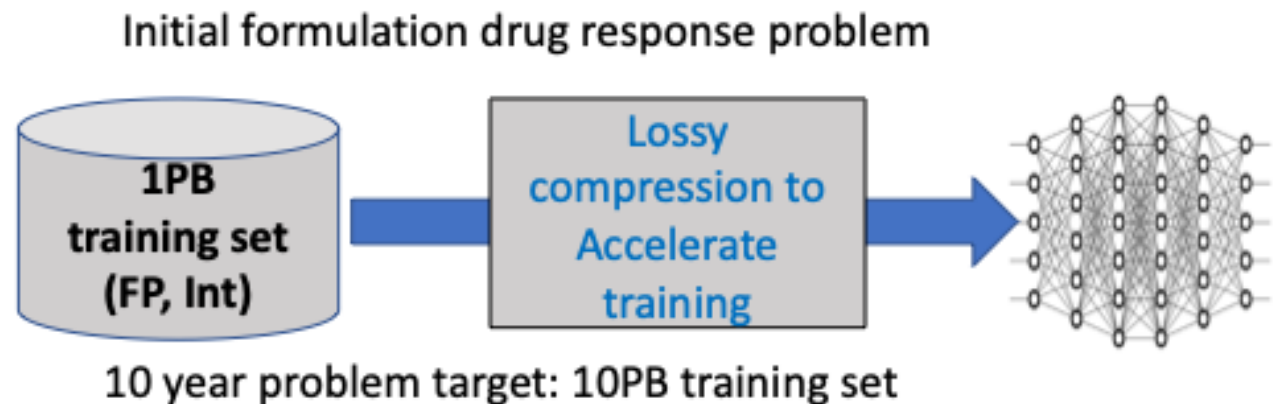 Initial formulation drug response problem
1PB
training set
(FP, Int)
Lossy
compression to
Accelerate
training
10 year problem target: 10PB training set